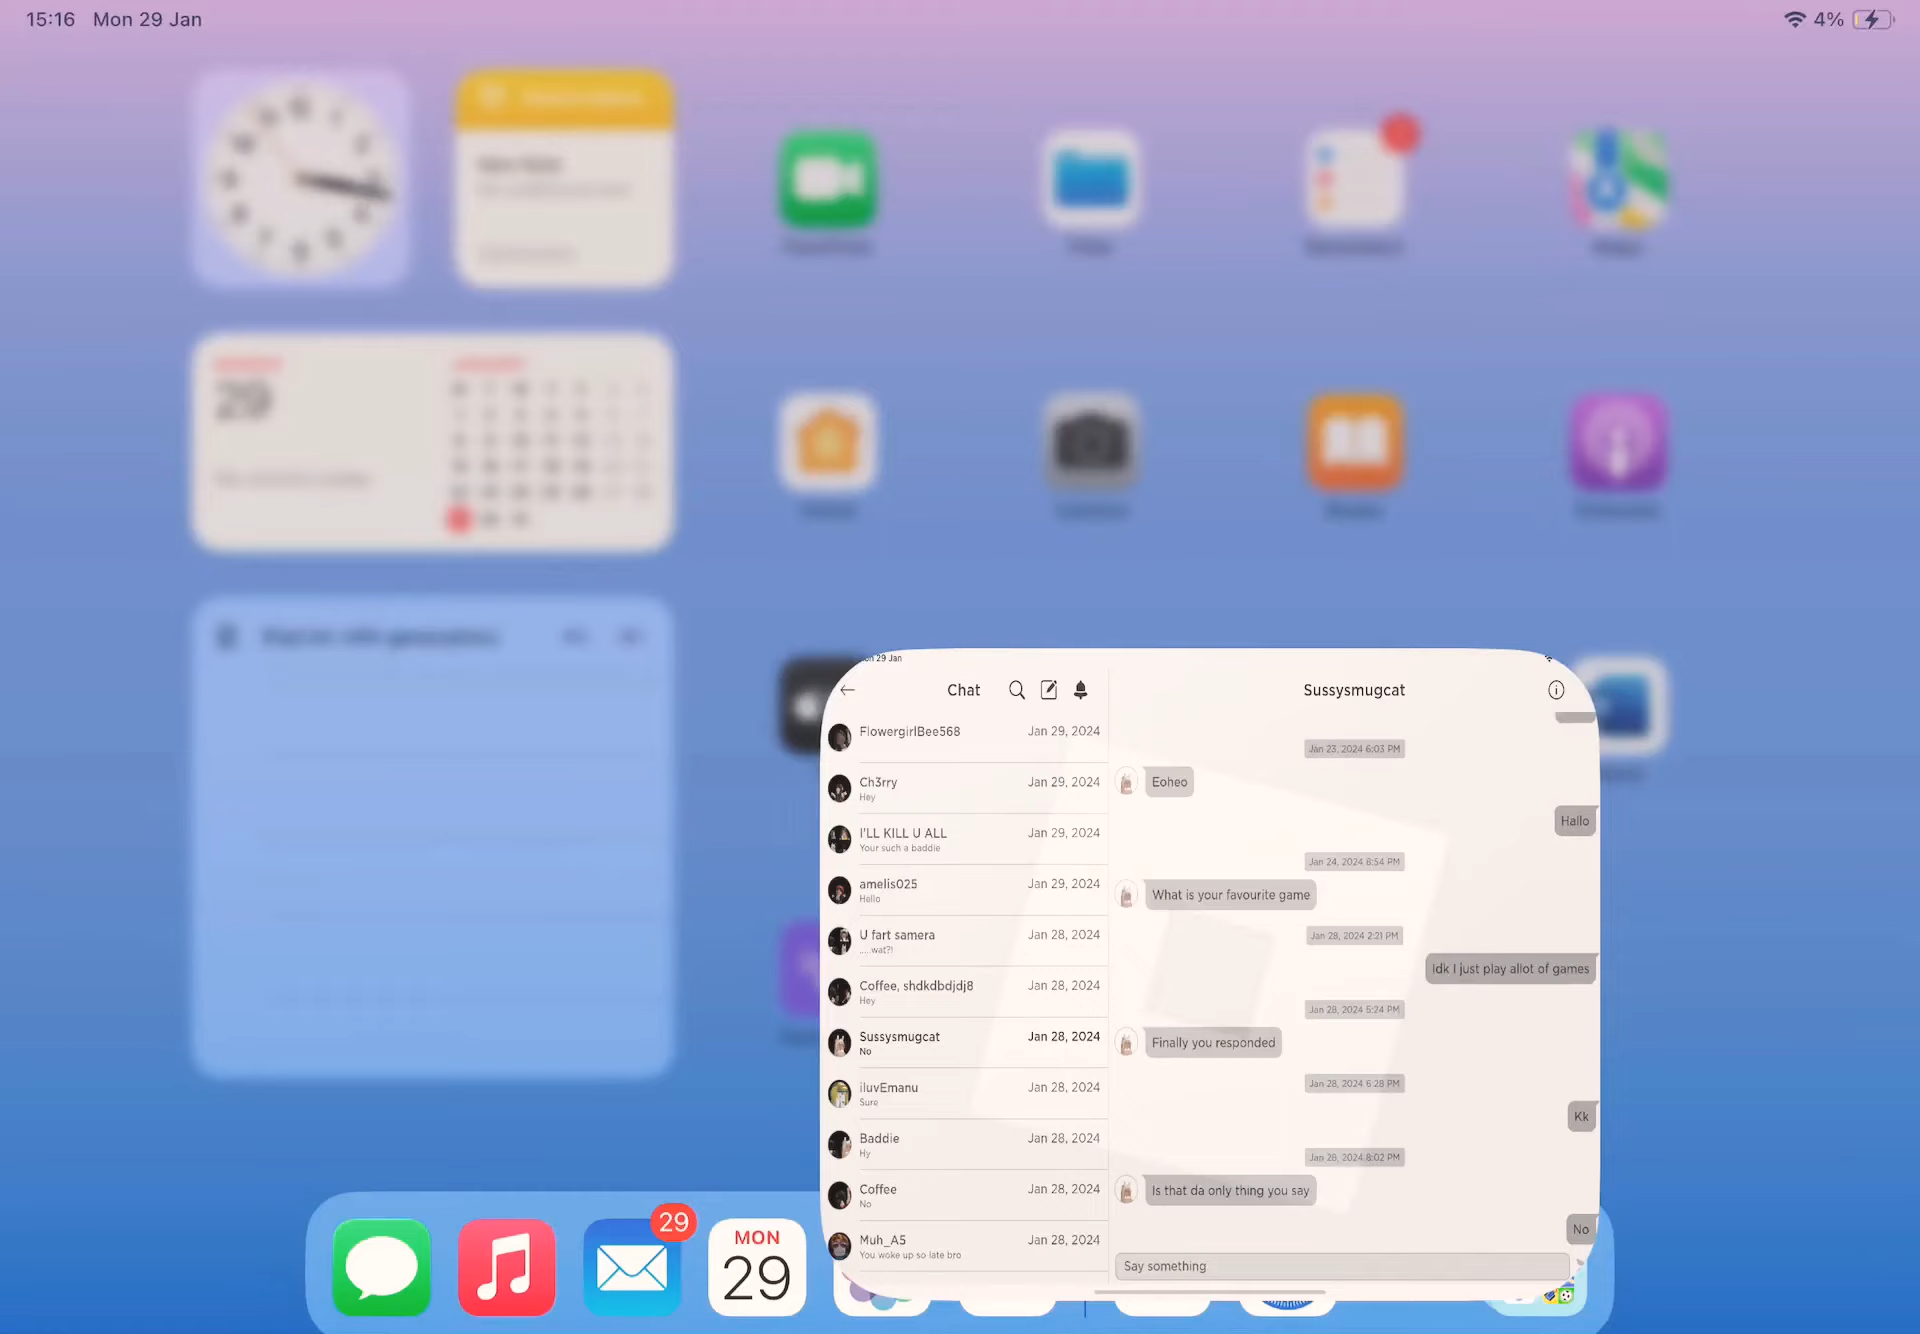 15:16 Mon 29 Jan
4%
29 Jan
Chat
Sussysmugcat
FlowergirlBee568
Jan 29, 2024
Ch3rry
Jan 29, 2024
Hey
I'LL KILL U ALL
Jan 29, 2024
Your such a baddie
amelis025
Jan 29, 2024
Hello
U fart samera
Jan 28, 2024
.....wat?!
Coffee, shdkdbdjdj8
Jan 28, 2024
Hey
Sussysmugcat
Jan 28, 2024
No
iluvEmanu
Jan 28, 2024
Sure
Baddie
Jan 28, 2024
Hy
Coffee
Jan 28, 2024
No
Muh_A5
Jan 28, 2024
You woke up so late bro
Jan 23, 2024 6:03 PM
Eoheo
Hallo
Jan 24, 2024 8:54 PM
What is your favourite game
Jan 28, 2024 2:21 PM
Idk I just play allot of games
Jan 28, 2024 5:24 PM
Finally you responded
Jan 28, 2024 6:28 PM
Kk
Jan 28, 2024 8:02 PM
Is that da only thing you say
No
Say something
29
29
MON
29